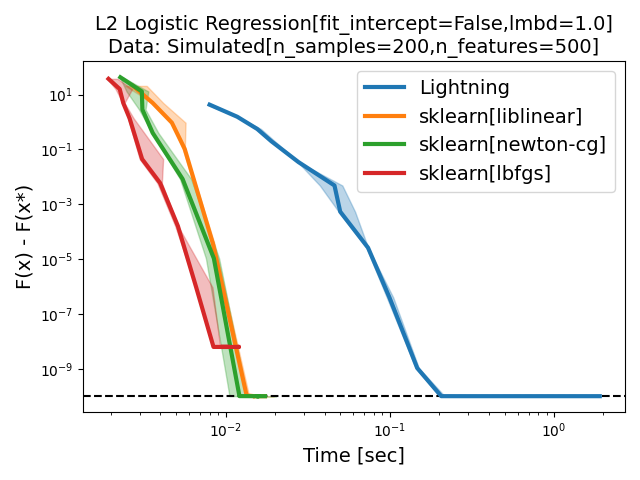 L2 Logistic Regression[fit_intercept=False,lmbd=1.0]
Data: Simulated[n_samples=200,n_features=500]
F(x) - F(x*)
10¹
10⁻¹
10⁻³
10⁻⁵
10⁻⁷
10⁻⁹
Lightning
sklearn[liblinear]
sklearn[newton-cg]
sklearn[lbfgs]
10⁻² 10⁻¹ 10⁰
Time [sec]